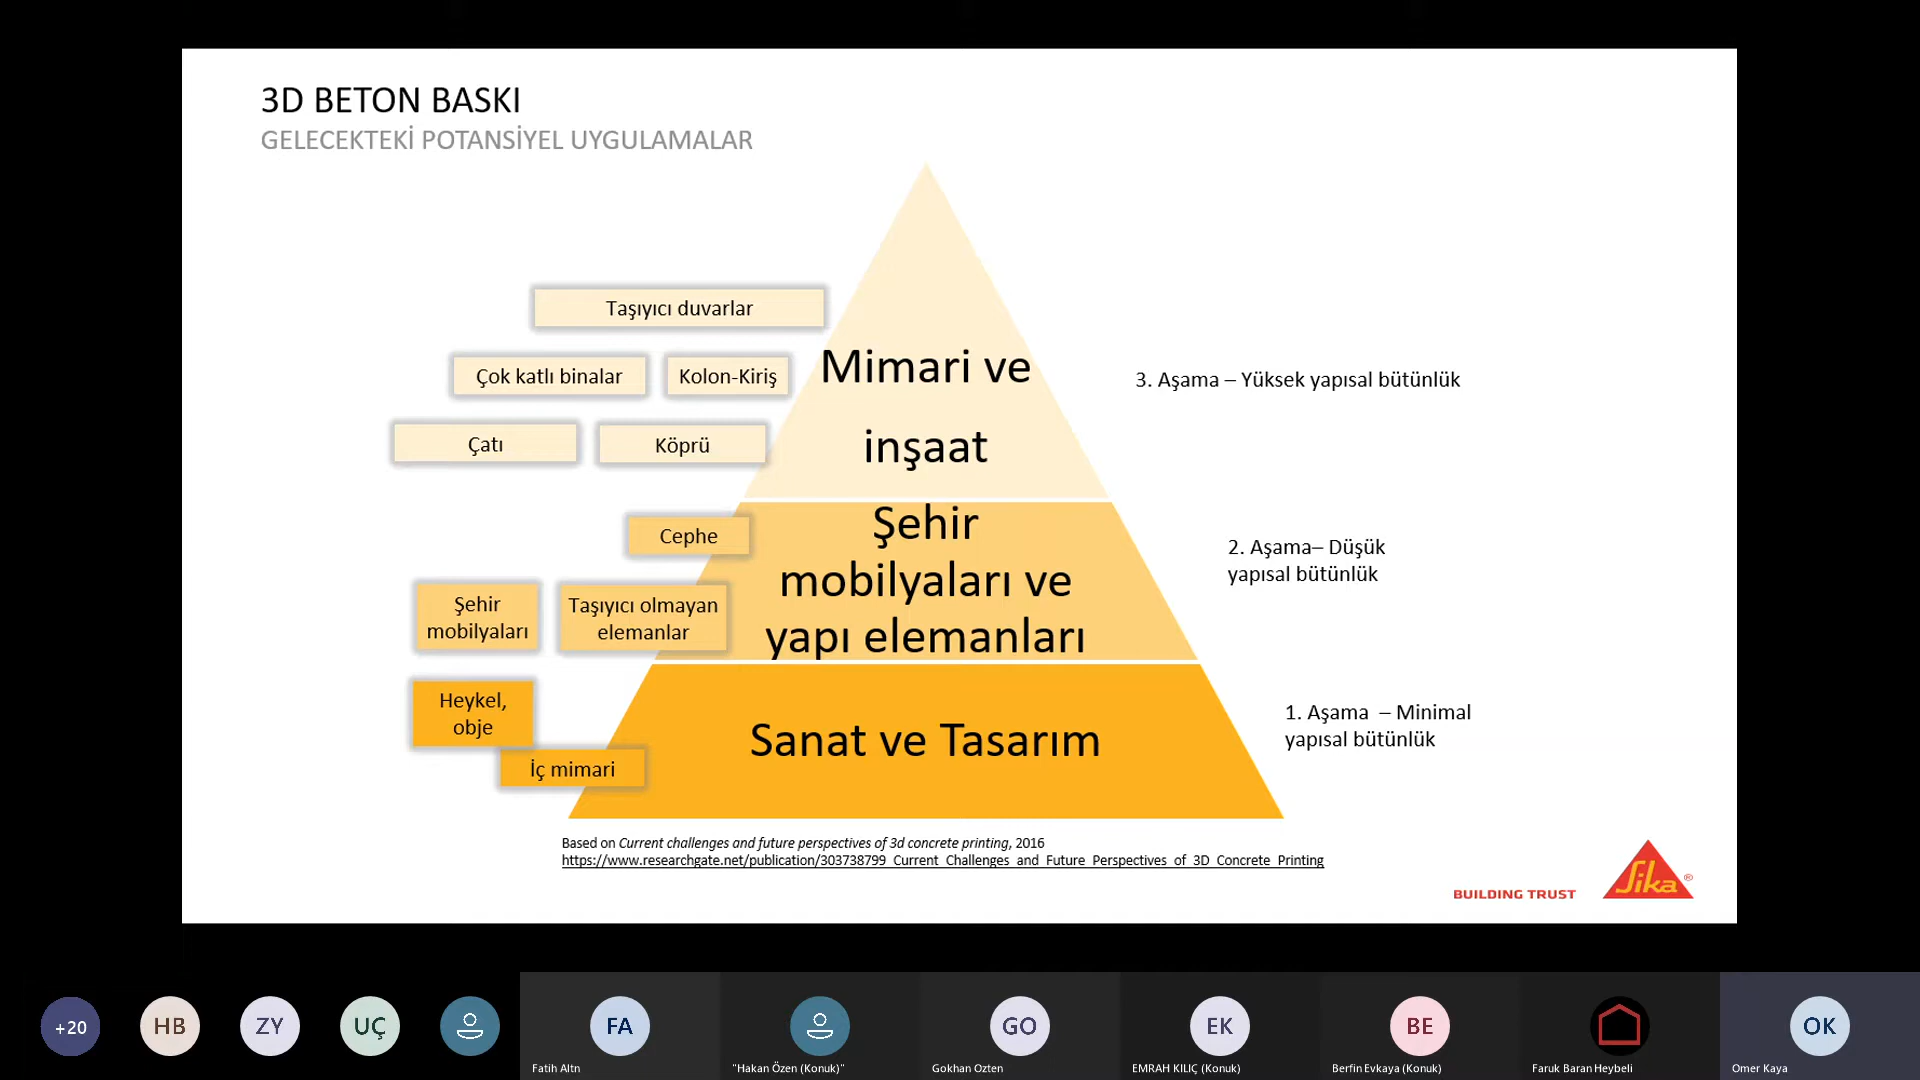 3D BETON BASKI
GELECEKTEKİ POTANSİYEL UYGULAMALAR
Taşıyıcı duvarlar
Çok katlı binalar
Kolon-Kiriş
Çatı
Köprü
Mimari ve
inşaat
3. Aşama – Yüksek yapısal bütünlük
Cephe
Şehir
mobilyaları
Taşıyıcı olmayan
elemanlar
Şehir
mobilyaları ve
yapı elemanları
2. Aşama– Düşük
yapısal bütünlük
Heykel,
obje
İç mimari
Sanat ve Tasarım
1. Aşama  – Minimal
yapısal bütünlük
Based on Current challenges and future perspectives of 3d concrete printing, 2016
https://www.researchgate.net/publication/303738799_Current_Challenges_and_Future_Perspectives_of_3D_Concrete_Printing
BUILDING TRUST
Sika®
+20
HB
ZY
UÇ
FA
GO
EK
BE
OK
Fatih Altn
"Hakan Özen (Konuk)"
Gokhan Ozten
EMRAH KILIÇ (Konuk)
Berfin Evkaya (Konuk)
Faruk Baran Heybeli
Omer Kaya